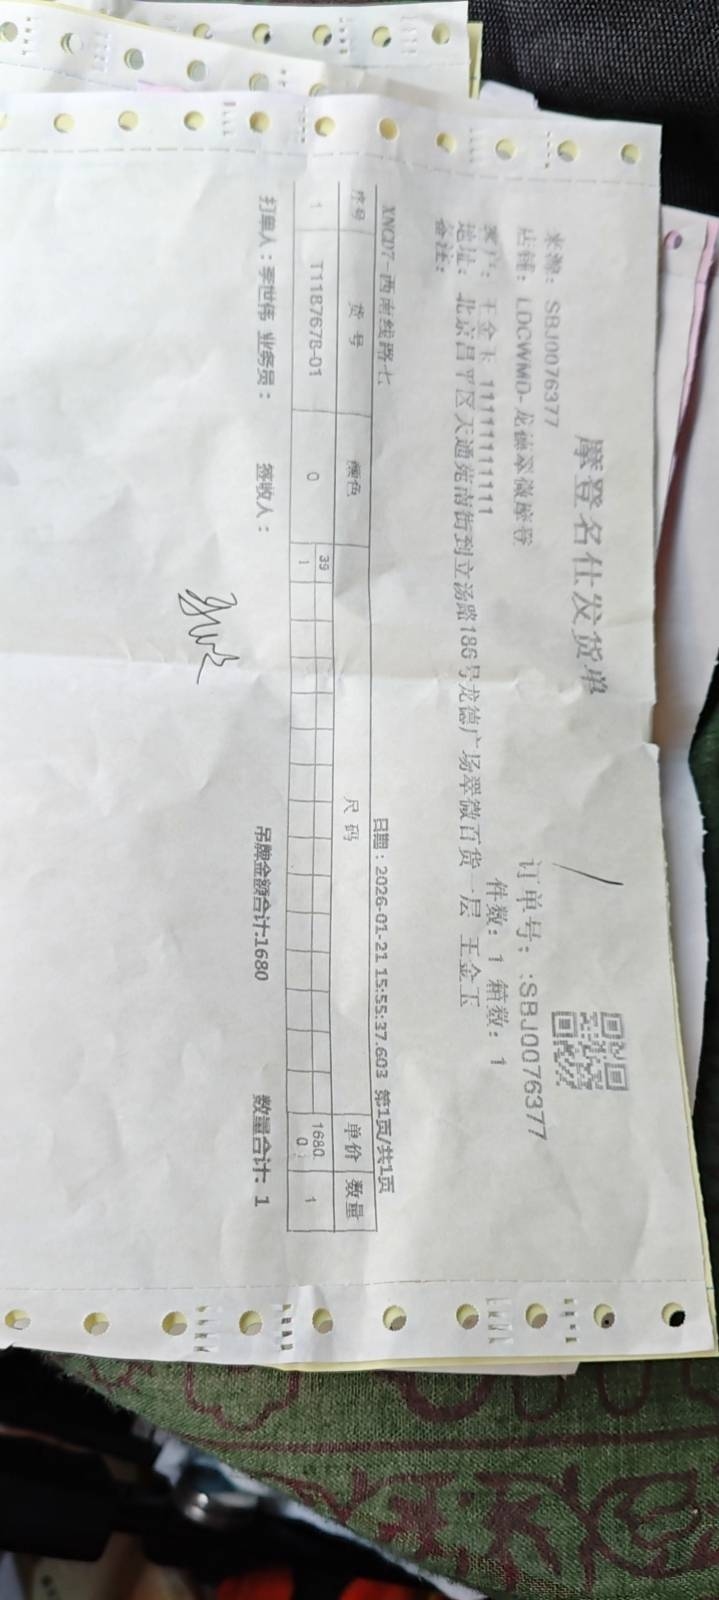 摩登名仕发货单
来源：SBJ0076377
订单号：:SBJ0076377
店铺：LDCWMD-龙德翠微摩登
件数：1 箱数：1
客户：王金玉 11111111111
地址：北京昌平区天通苑南街到立汤路186号龙德广场翠微百货一层 王金玉
备注：
XNCD7-西南线路七 日期：2026-01-21 15:55:37.603 第1页/共1页
序号 货号 颜色 尺码 单价 数量
39
1 T1187678-01 0 1 1680.0 1
打单人：李世伟 业务员： 签收人： 吊牌金额合计:1680 数量合计: 1